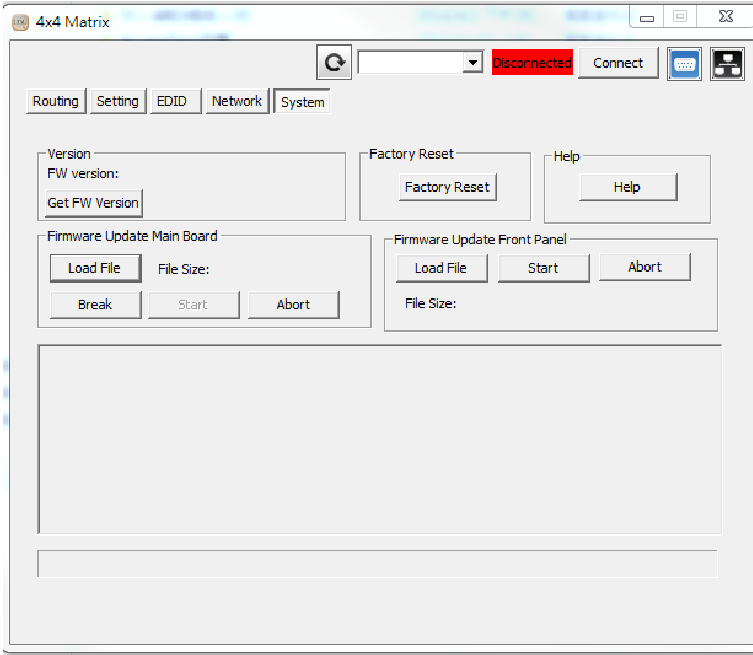 4x4 Matrix
Disconnected
Connect
Routing
Setting
EDID
Network
System
Version
FW version:
Get FW Version
Factory Reset
Factory Reset
Help
Help
Firmware Update Main Board
Load File
File Size:
Break
Start
Abort
Firmware Update Front Panel
Load File
Start
Abort
File Size: